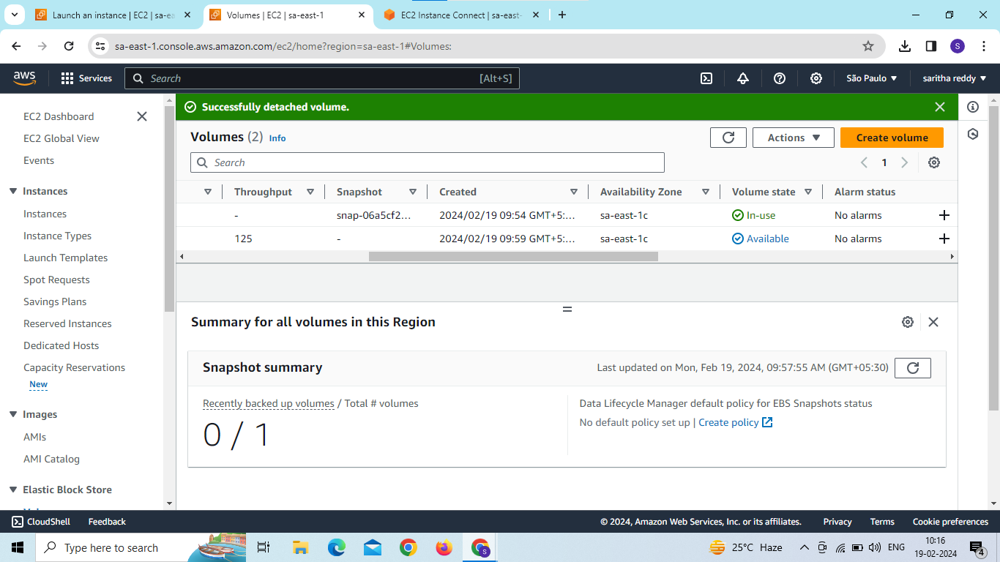 Launch an instance | EC2 | sa-ea
Volumes | EC2 | sa-east-1
EC2 Instance Connect | sa-east-
sa-east-1.console.aws.amazon.com/ec2/home?region=sa-east-1#Volumes:
S
aws
Services
Search
[Alt+S]
São Paulo
saritha reddy
EC2 Dashboard
EC2 Global View
Events
Instances
Instances
Instance Types
Launch Templates
Spot Requests
Savings Plans
Reserved Instances
Dedicated Hosts
Capacity Reservations
New
Images
AMIs
AMI Catalog
Elastic Block Store
Successfully detached volume.
Volumes (2) Info
Actions
Create volume
Search
1
Throughput Snapshot Created Availability Zone Volume state Alarm status
- snap-06a5cf2... 2024/02/19 09:54 GMT+5:... sa-east-1c In-use No alarms
125 - 2024/02/19 09:59 GMT+5:... sa-east-1c Available No alarms
Summary for all volumes in this Region
Snapshot summary
Last updated on Mon, Feb 19, 2024, 09:57:55 AM (GMT+05:30)
Recently backed up volumes / Total # volumes
0 / 1
Data Lifecycle Manager default policy for EBS Snapshots status
No default policy set up | Create policy
CloudShell
Feedback
© 2024, Amazon Web Services, Inc. or its affiliates.
Privacy
Terms
Cookie preferences
Type here to search
S
25°C Haze
ENG
10:16
19-02-2024
4